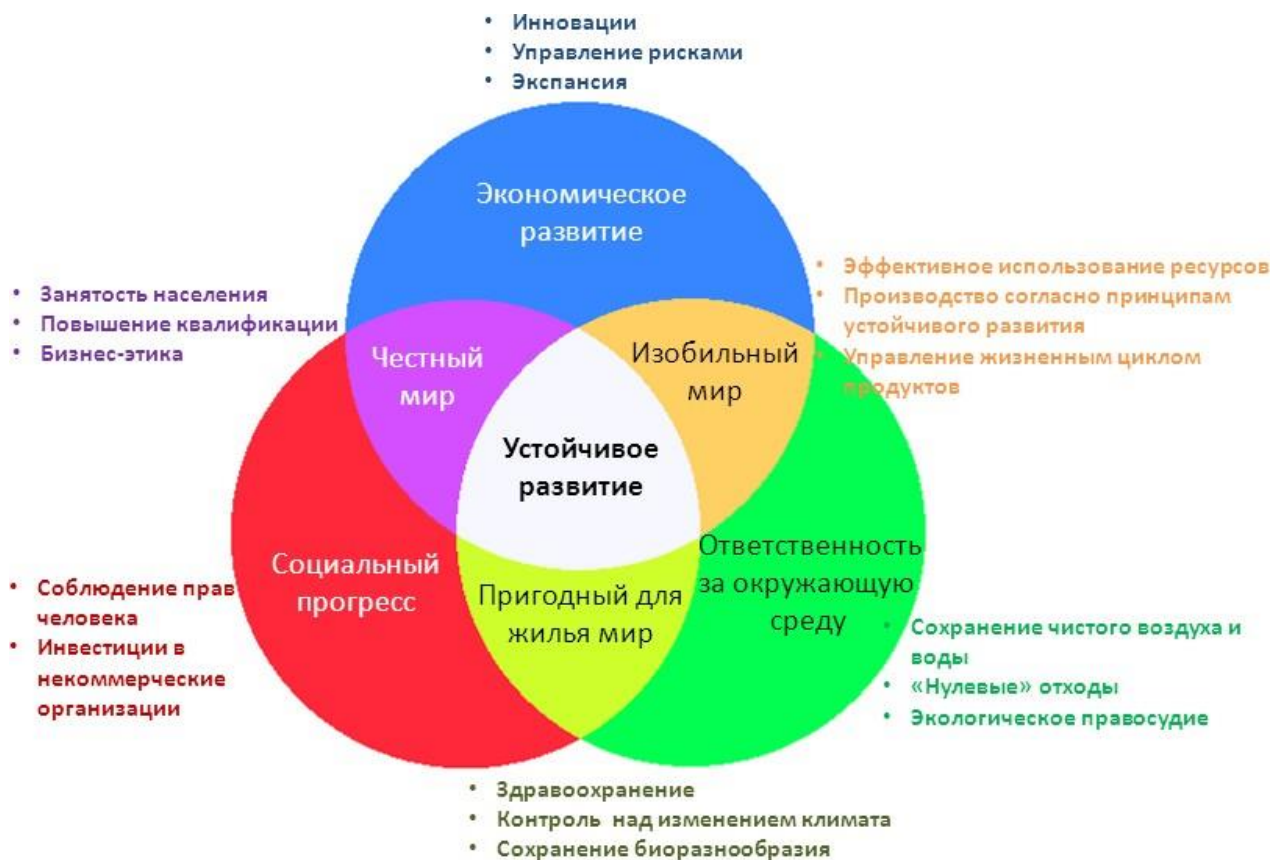 • Инновации
• Управление рисками
• Экспансия
Экономическое
развитие
• Занятость населения
• Повышение квалификации
• Бизнес-этика
• Эффективное использование ресурсов
• Производство согласно принципам
устойчивого развития
• Управление жизненным циклом
продуктов
Честный
мир
Изобильный
мир
Устойчивое
развитие
Социальный
прогресс
Пригодный для
жилья мир
Ответственность
за окружающую
среду
• Соблюдение прав
человека
• Инвестиции в
некоммерческие
организации
• Сохранение чистого воздуха и
воды
• «Нулевые» отходы
• Экологическое правосудие
• Здравоохранение
• Контроль над изменением климата
• Сохранение биоразнообразия